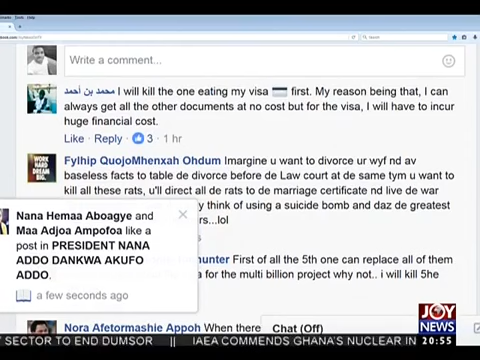 Tools Help
Search
Write a comment...
محمد بن أحمد I will kill the one eating my visa 💳 first. My reason being that, I can
always get all the other documents at no cost but for the visa, I will have to incur
huge financial cost.
Like · Reply · 3 · 1 hr
Fylhip QuojoMhenxah Ohdum Imagine u want to divorce ur wyf nd av
baseless facts to table de divorce before de Law court at de same tym u want to
kill all these rats, u'll direct all de rats to de marriage certificate nd live de war
y think of using a suicide bomb and daz de greatest
rs...lol
Nana Hemaa Aboagye and
Maa Adjoa Ampofoa like a
post in PRESIDENT NANA
ADDO DANKWA AKUFO
ADDO.
a few seconds ago
hunter First of all the 5th one can replace all of them
a for the multi billion project why not.. i will kill 5he
Nora Afetormashie Appoh When there
Chat (Off)
JOY
NEWS
SECTOR TO END DUMSOR || IAEA COMMENDS GHANA'S NUCLEAR IN
20:55